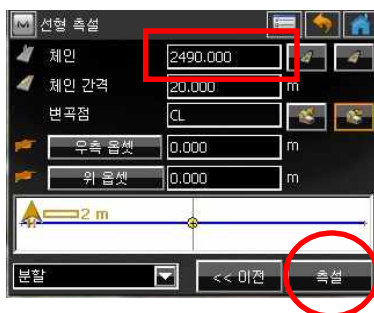 M 선형 측설
체인 2490.000
체인 간격 20.000 m
변곡점 CL
우측 옵셋 0.000 m
위 옵셋 0.000 m
2 m
분할 << 이전 측설